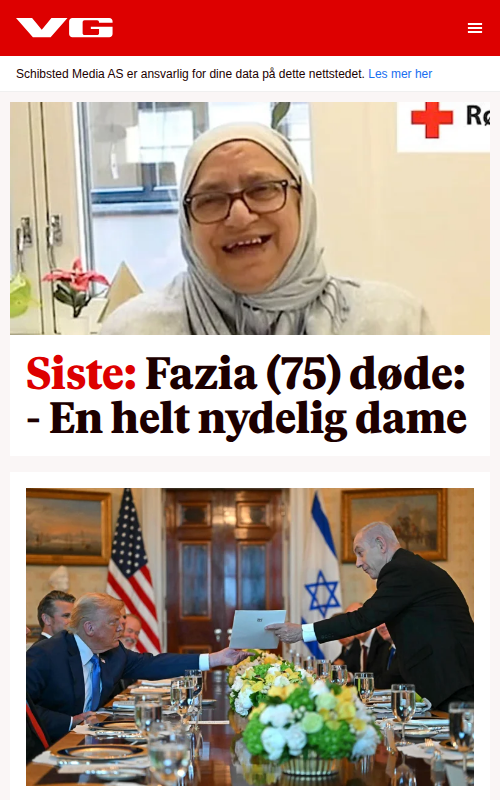 VG
Schibsted Media AS er ansvarlig for dine data på dette nettstedet. Les mer her
Siste: Fazia (75) døde:
- En helt nydelig dame